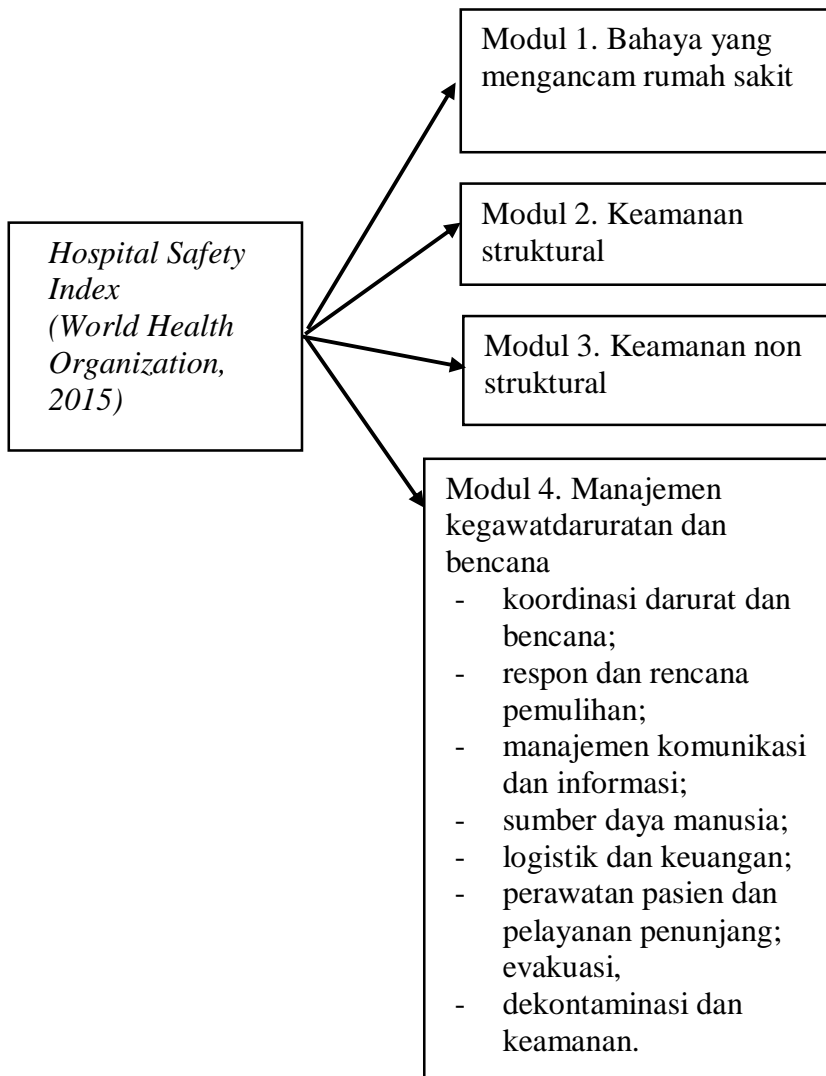 Modul 1. Bahaya yang
mengancam rumah sakit
Modul 2. Keamanan
struktural
Hospital Safety
Index
(World Health
Organization,
2015)
Modul 3. Keamanan non
struktural
Modul 4. Manajemen
kegawatdaruratan dan
bencana
- koordinasi darurat dan
bencana;
- respon dan rencana
pemulihan;
- manajemen komunikasi
dan informasi;
- sumber daya manusia;
- logistik dan keuangan;
- perawatan pasien dan
pelayanan penunjang;
evakuasi,
- dekontaminasi dan
keamanan.